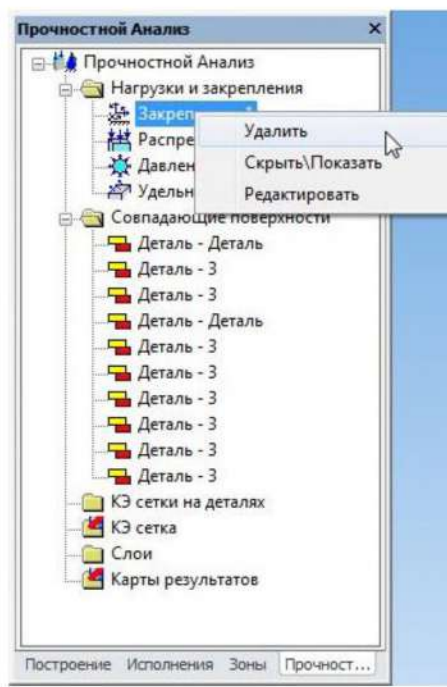 Прочностной Анализ
Прочностной Анализ
Нагрузки и закрепления
Удалить
Скрыть\Показать
Редактировать
Совпадающие поверхности
Деталь - Деталь
Деталь - 3
Деталь - 3
Деталь - Деталь
Деталь - 3
Деталь - 3
Деталь - 3
Деталь - 3
Деталь - 3
Деталь - 3
КЭ сетки на деталях
КЭ сетка
Слои
Карты результатов
Построение Исполнения Зоны Прочност...